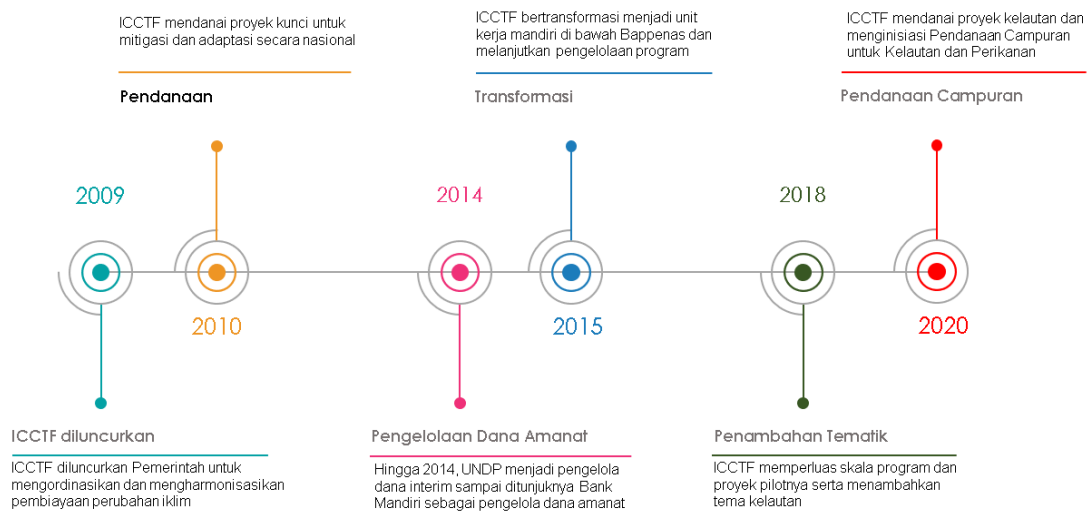 ICCTF mendanai proyek kunci untuk
mitigasi dan adaptasi secara nasional
Pendanaan
ICCTF bertransformasi menjadi unit
kerja mandiri di bawah Bappenas dan
melanjutkan pengelolaan program
Transformasi
ICCTF mendanai proyek kelautan dan
menginisiasi Pendanaan Campuran
untuk Kelautan dan Perikanan
Pendanaan Campuran
2009
2014
2018
2010
2015
2020
ICCTF diluncurkan
ICCTF diluncurkan Pemerintah untuk
mengordinasikan dan mengharmonisasikan
pembiayaan perubahan iklim
Pengelolaan Dana Amanat
Hingga 2014, UNDP menjadi pengelola
dana interim sampai ditunjuknya Bank
Mandiri sebagai pengelola dana amanat
Penambahan Tematik
ICCTF memperluas skala program dan
proyek pilotnya serta menambahkan
tema kelautan